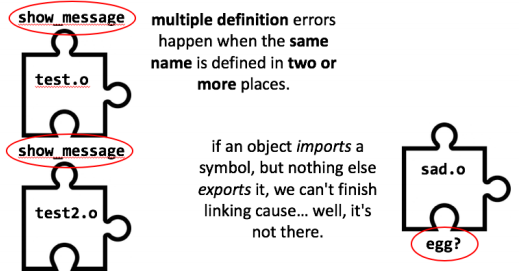 show_message
test.o
show_message
test2.o
multiple definition errors
happen when the same
name is defined in two or
more places.
if an object imports a
symbol, but nothing else
exports it, we can't finish
linking cause… well, it's
not there.
sad.o
egg?